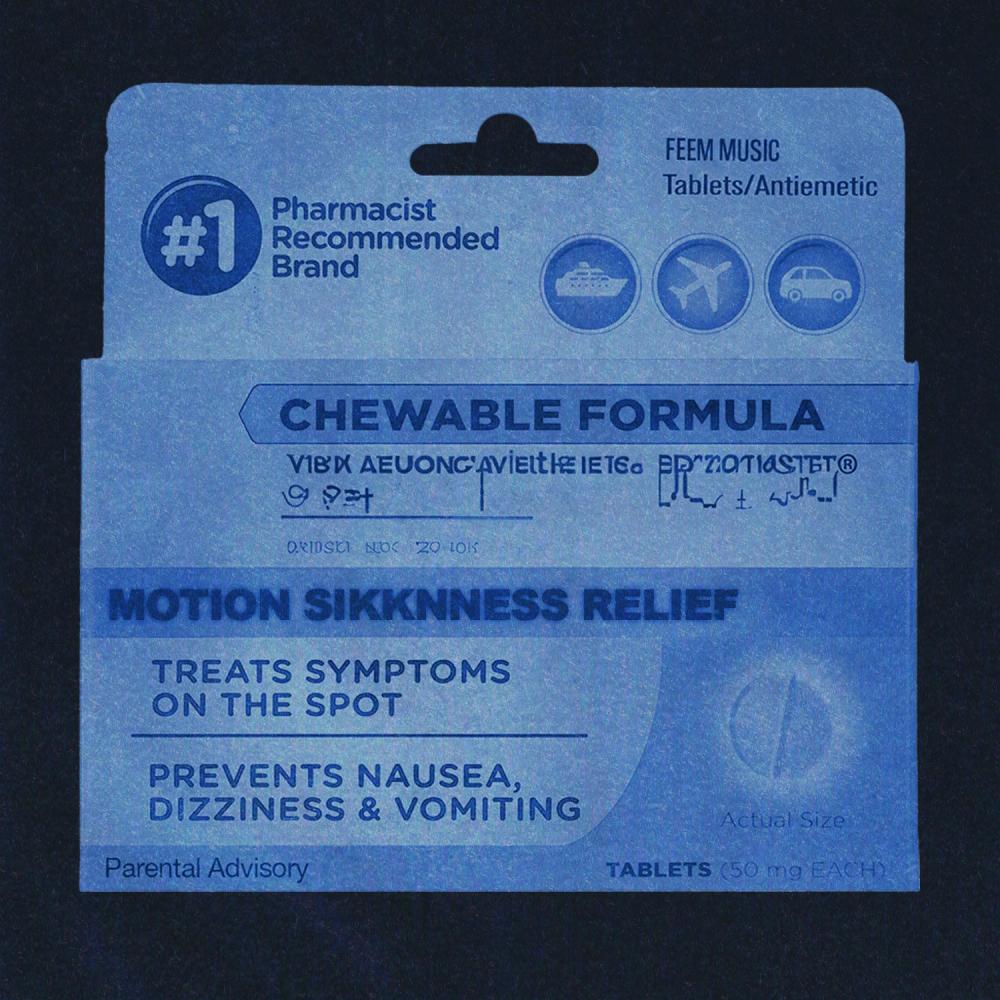 FEEM MUSIC
Tablets/Antiemetic
#1
Pharmacist
Recommended
Brand
CHEWABLE FORMULA
MOTION SIKKNNESS RELIEF
TREATS SYMPTOMS
ON THE SPOT
PREVENTS NAUSEA,
DIZZINESS & VOMITING
Actual Size
Parental Advisory
TABLETS (50 mg EACH)